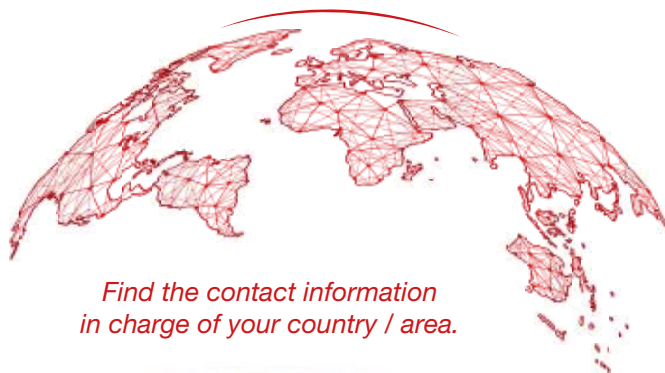 Find the contact information
in charge of your country / area.